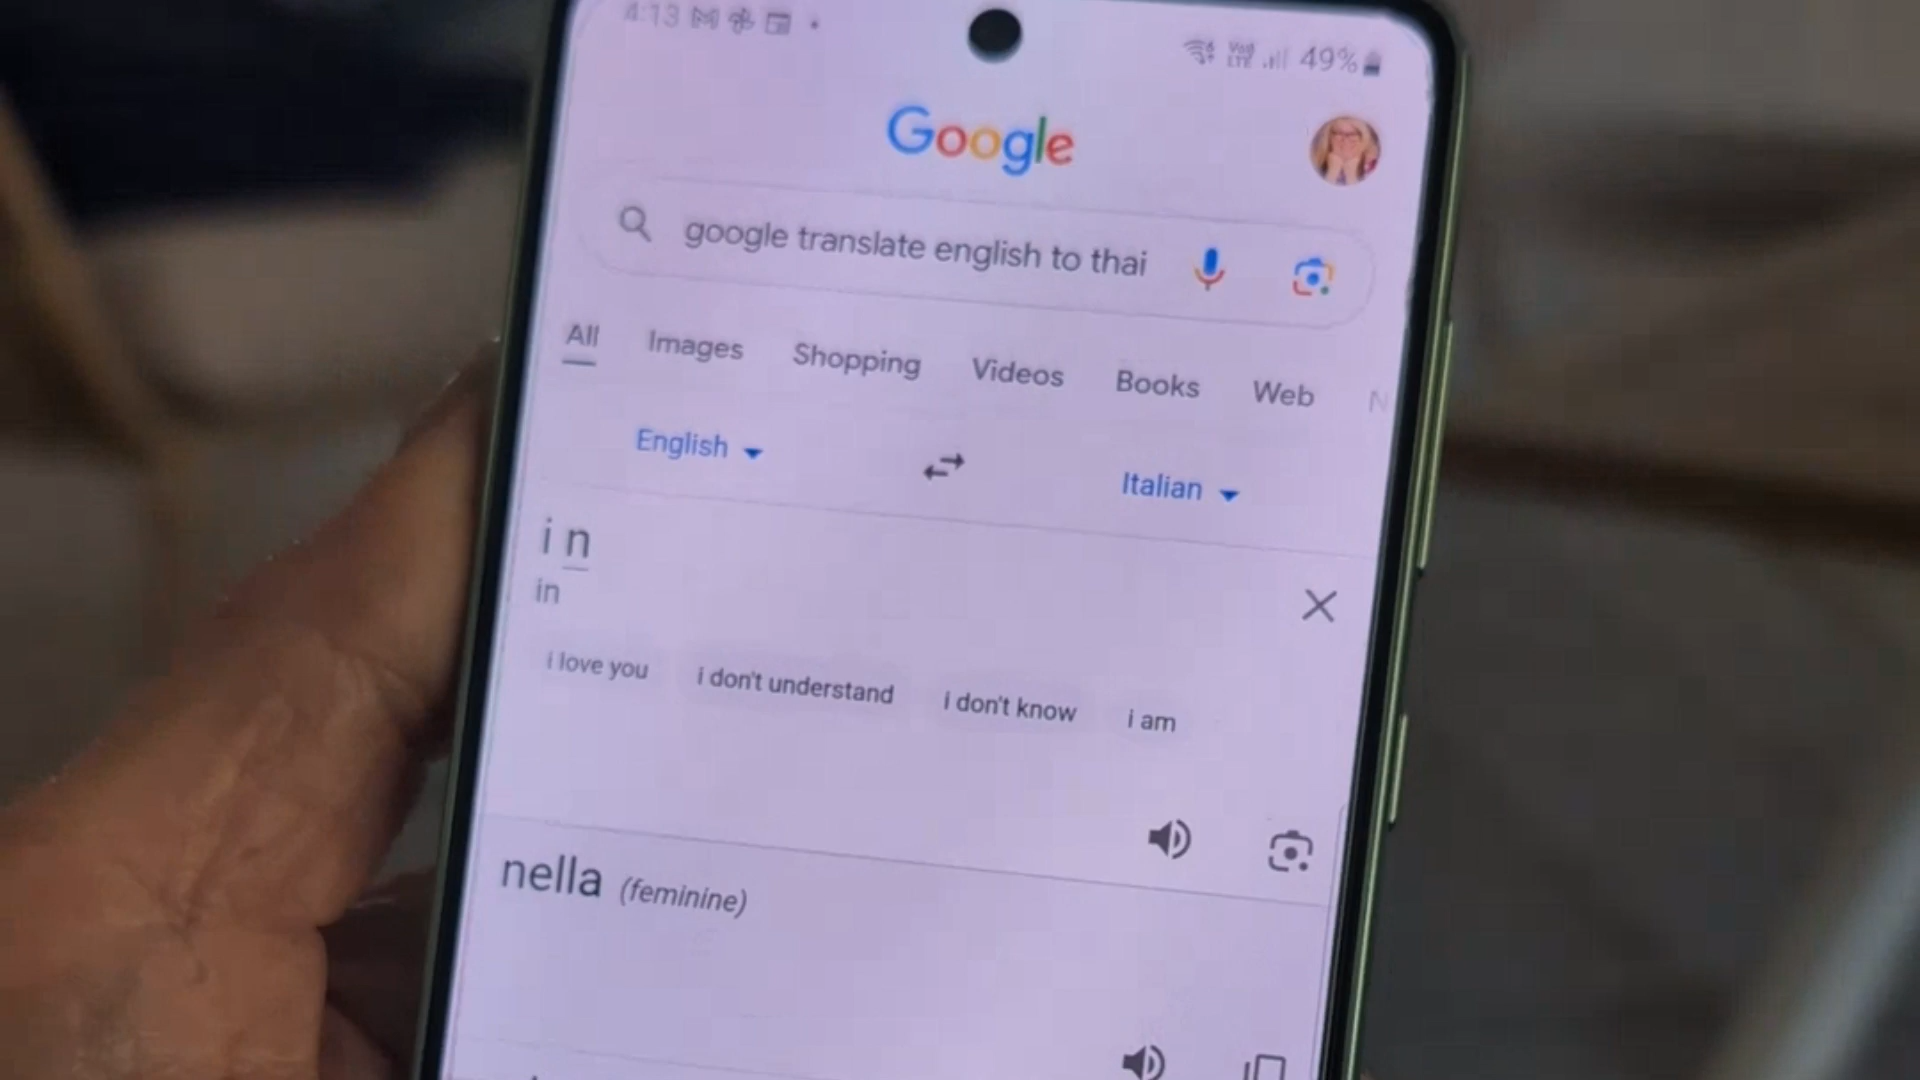 4:13
49%
Google
google translate english to thai
All Images Shopping Videos Books Web N
English Italian
i n
in
i love you i don't understand i don't know i am
nella (feminine)